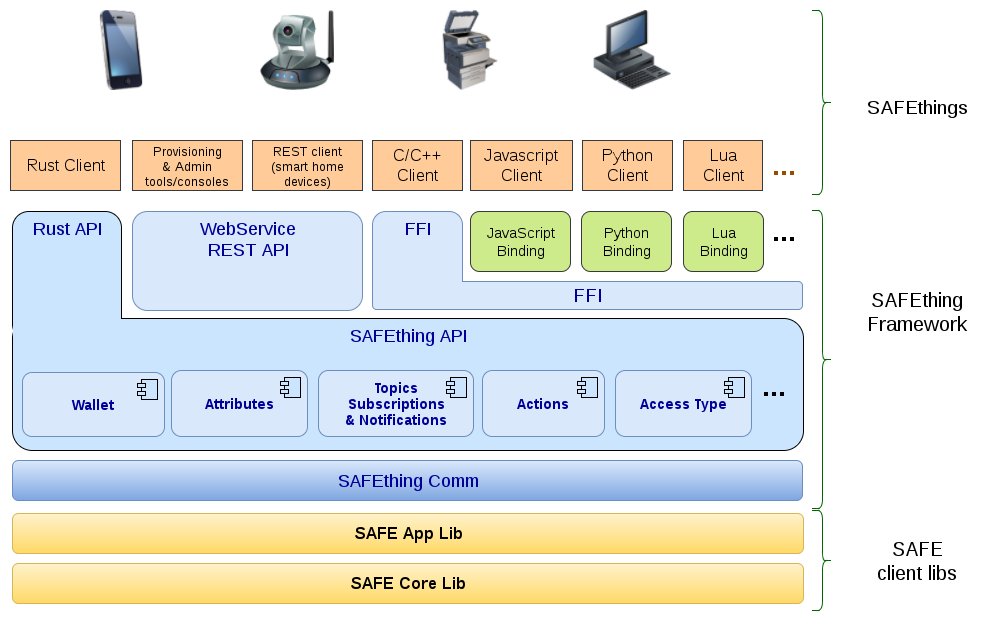 SAFEthings
Rust Client
Provisioning
& Admin
tools/consoles
REST client
(smart home
devices)
C/C++
Client
Javascript
Client
Python
Client
Lua
Client
...
Rust API
WebService
REST API
FFI
JavaScript
Binding
Python
Binding
Lua
Binding
...
FFI
SAFEthing
Framework
SAFEthing API
Wallet
Attributes
Topics
Subscriptions
& Notifications
Actions
Access Type
...
SAFEthing Comm
SAFE App Lib
SAFE Core Lib
SAFE
client libs